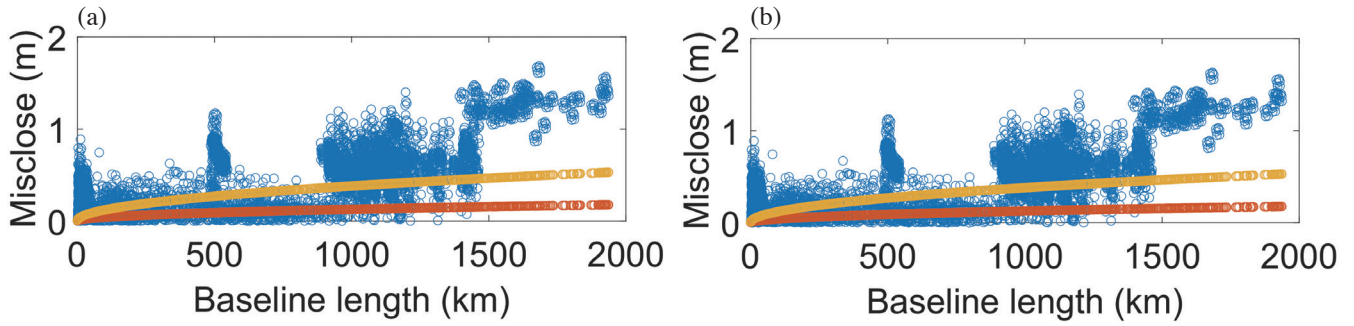 (a)
2
1
0
Misclose (m)
0 500 1000 1500 2000
Baseline length (km)
(b)
2
1
0
Misclose (m)
0 500 1000 1500 2000
Baseline length (km)